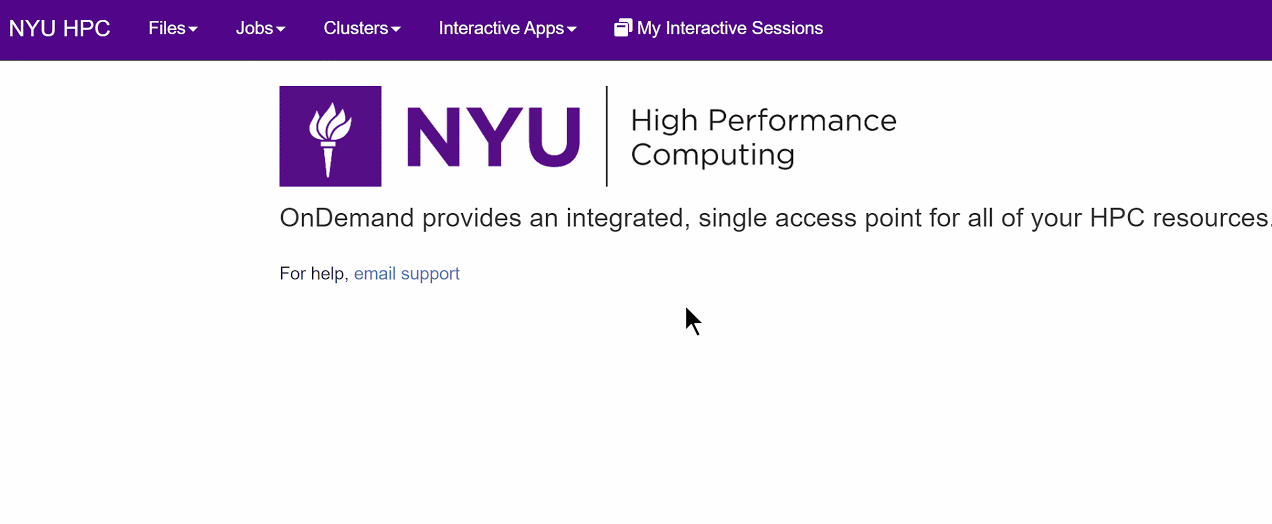 NYU HPC Files Jobs Clusters Interactive Apps My Interactive Sessions
NYU
High Performance
Computing
OnDemand provides an integrated, single access point for all of your HPC resources.
For help, email support